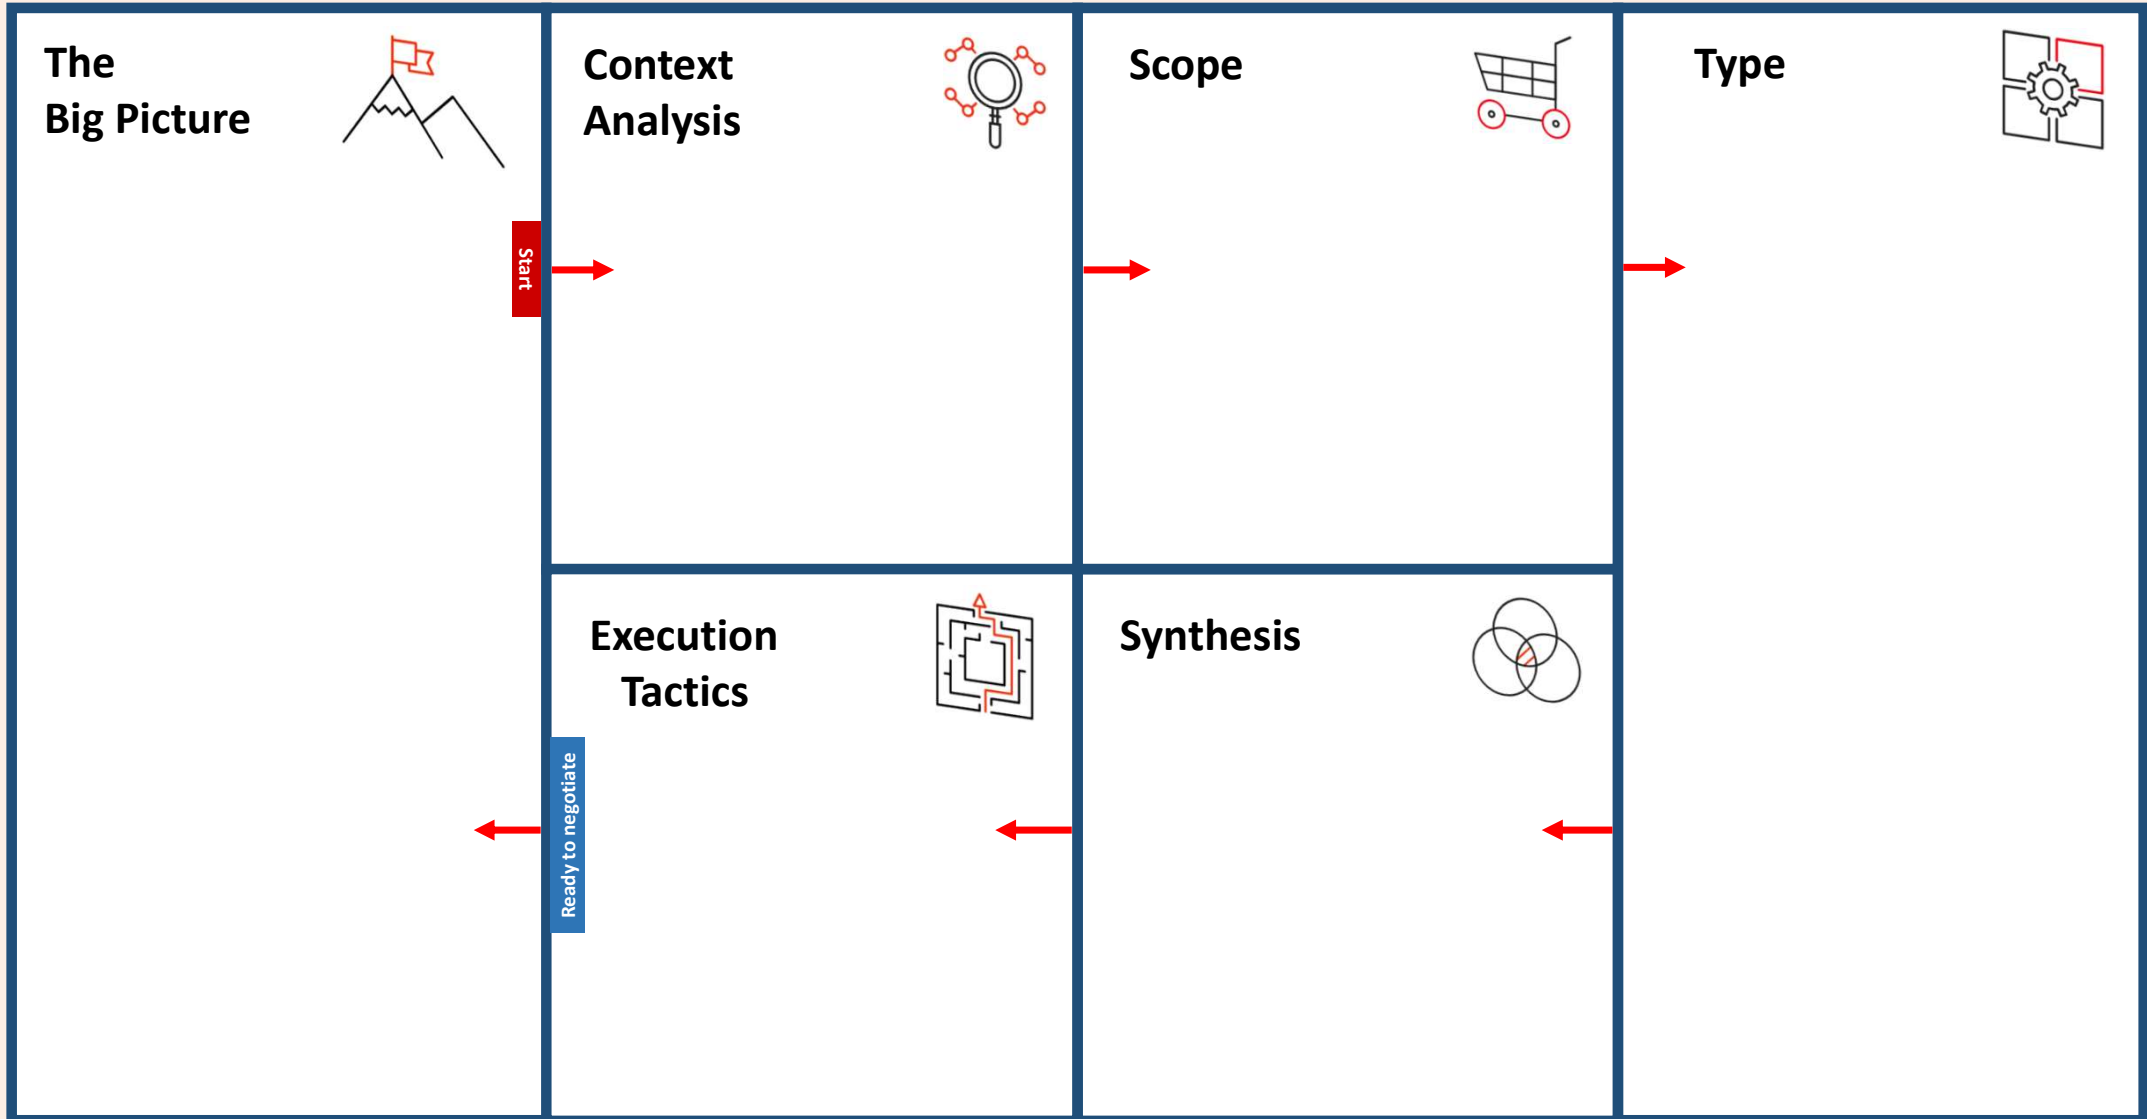 The
Big Picture
Start
Context
Analysis
Scope
Type
Synthesis
Execution
Tactics
Ready to negotiate